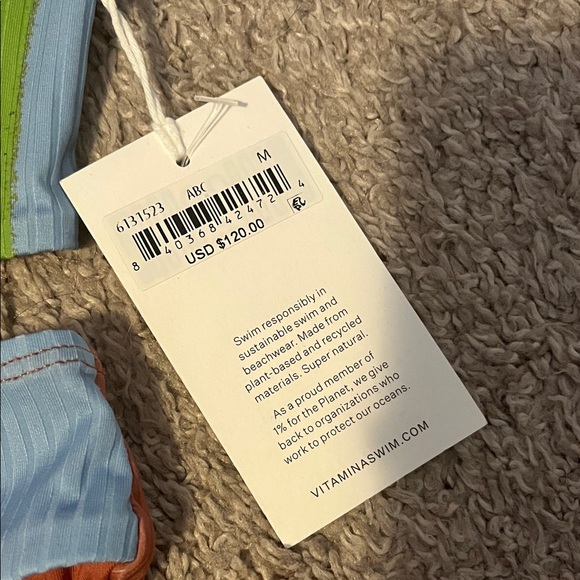 6131523 ABC M
8 40368 42472 4
USD $120.00
Swim responsibly in
sustainable swim and
beachwear. Made from
plant-based and recycled
materials. Super natural.
As a proud member of
1% for the Planet, we give
back to organizations who
work to protect our oceans.
VITAMINASWIM.COM